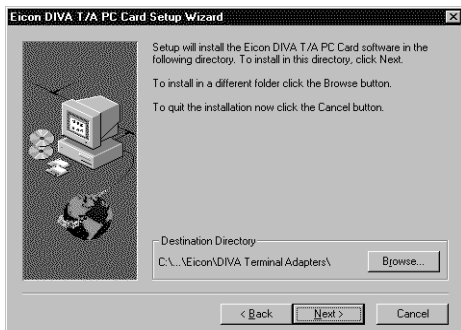 Eicon DIVA T/A PC Card Setup Wizard
Setup will install the Eicon DIVA T/A PC Card software in the
following directory. To install in this directory, click Next.
To install in a different folder click the Browse button.
To quit the installation now click the Cancel button.
Destination Directory
C:\...\Eicon\DIVA Terminal Adapters\
Browse...
< Back
Next >
Cancel